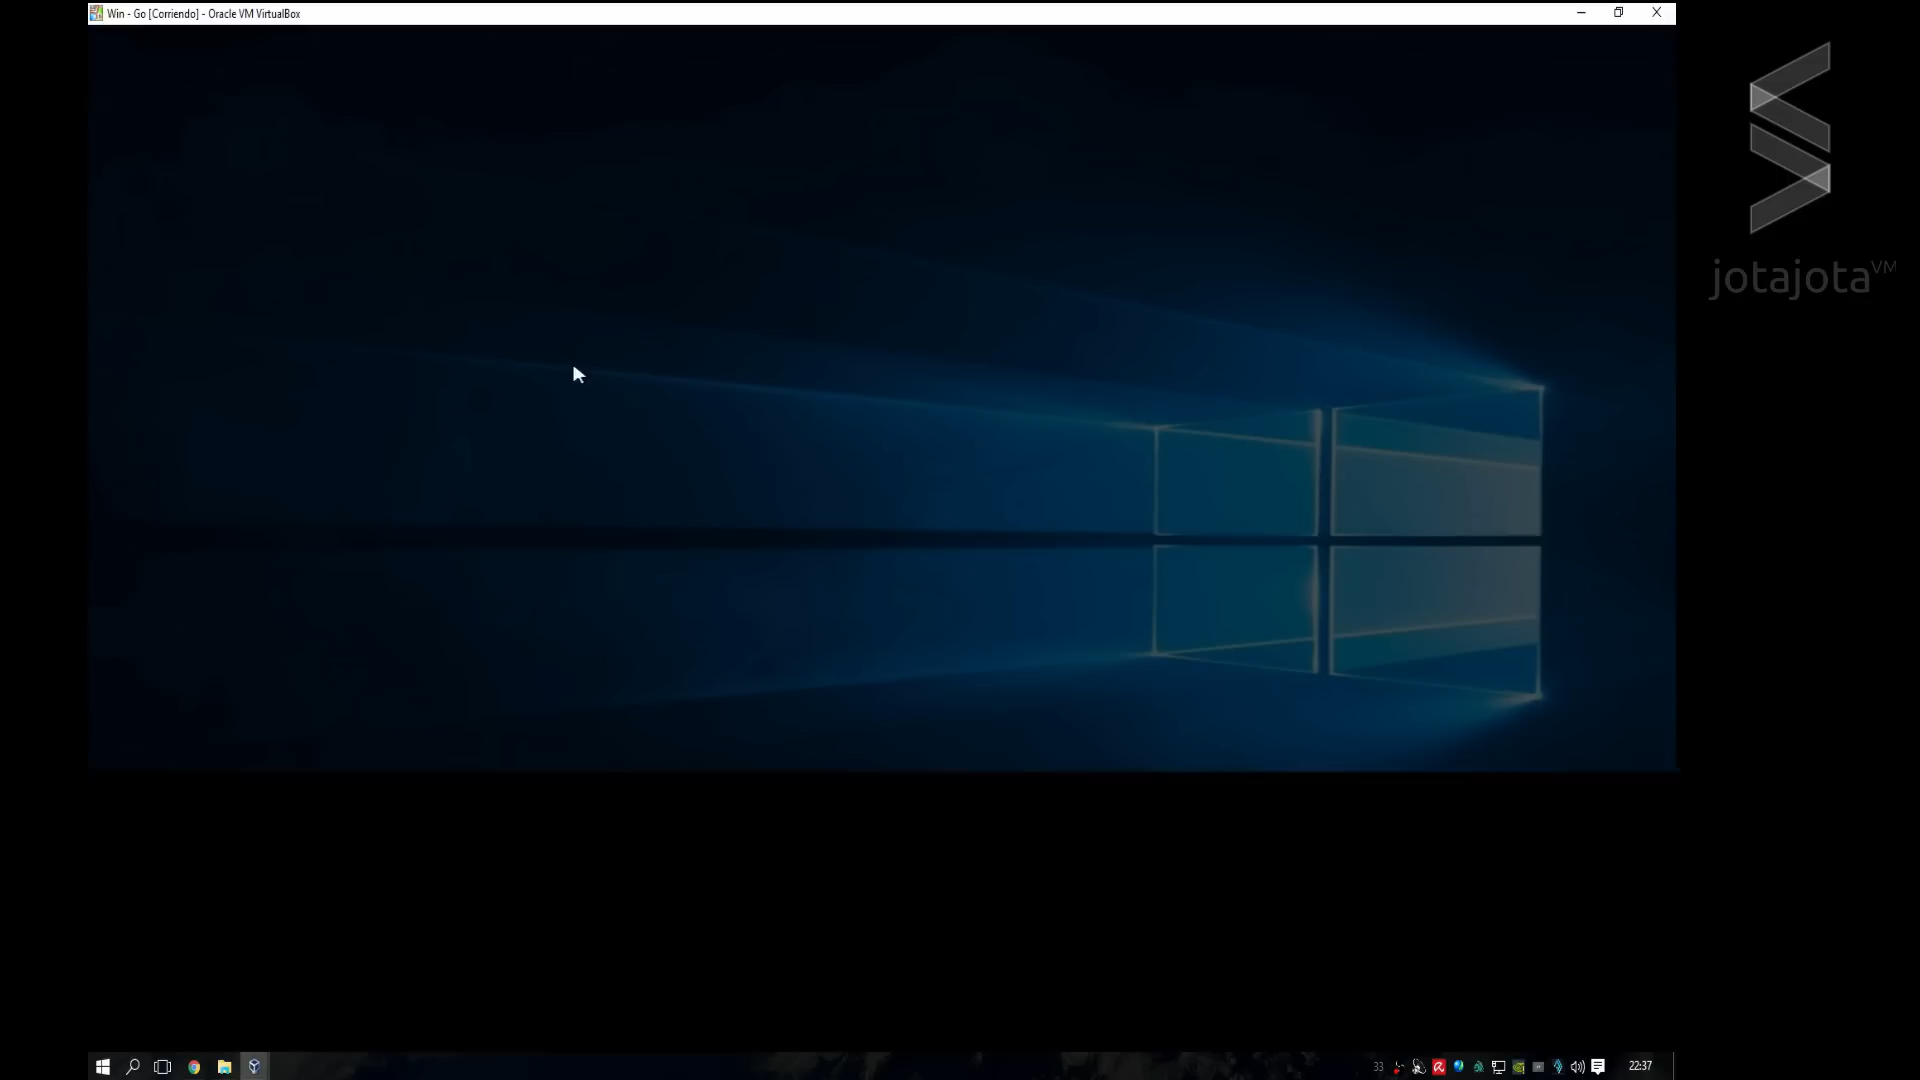 Win - Go [Corriendo] - Oracle VM VirtualBox
jotajota VM
33
22:37